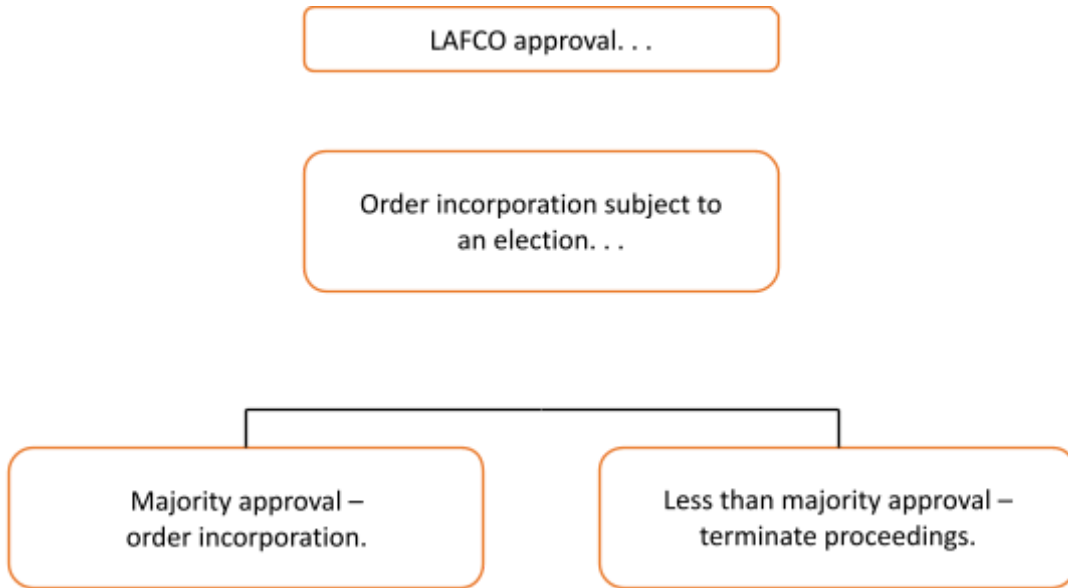 LAFCO approval. . .
Order incorporation subject to
an election. . .
Majority approval –
order incorporation.
Less than majority approval –
terminate proceedings.